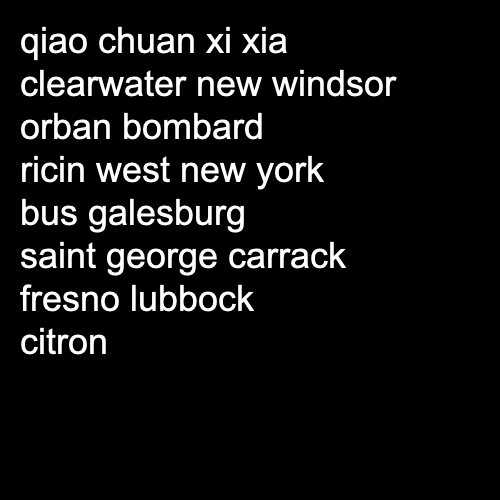 qiao chuan xi xia
clearwater new windsor
orban bombard
ricin west new york
bus galesburg
saint george carrack
fresno lubbock
citron